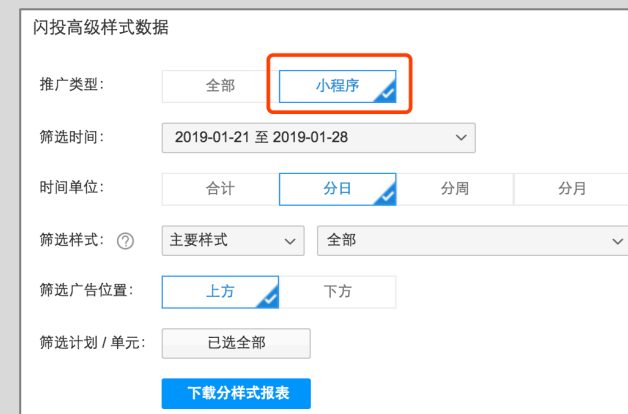 闪投高级样式数据
推广类型: 全部 小程序
筛选时间: 2019-01-21 至 2019-01-28
时间单位: 合计 分日 分周 分月
筛选样式: ? 主要样式 全部
筛选广告位置: 上方 下方
筛选计划 / 单元: 已选全部
下载分样式报表